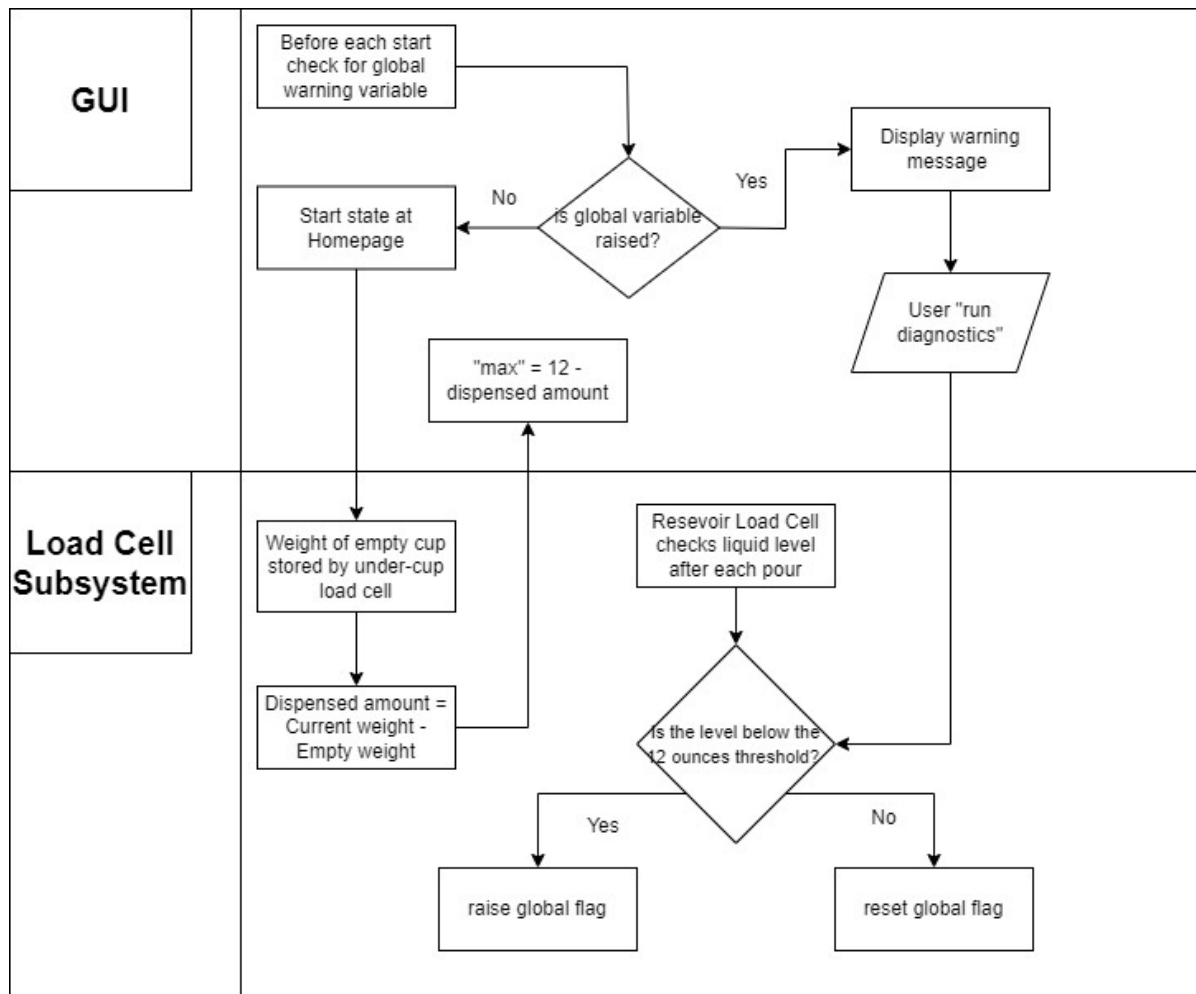 GUI
Before each start
check for global
warning variable
Display warning
message
Yes
No
Start state at
Homepage
is global variable
raised?
User "run
diagnostics"
"max" = 12 -
dispensed amount
Load Cell
Subsystem
Weight of empty cup
stored by under-cup
load cell
Resevoir Load Cell
checks liquid level
after each pour
Dispensed amount =
Current weight -
Empty weight
Is the level below the
12 ounces threshold?
Yes
No
raise global flag
reset global flag